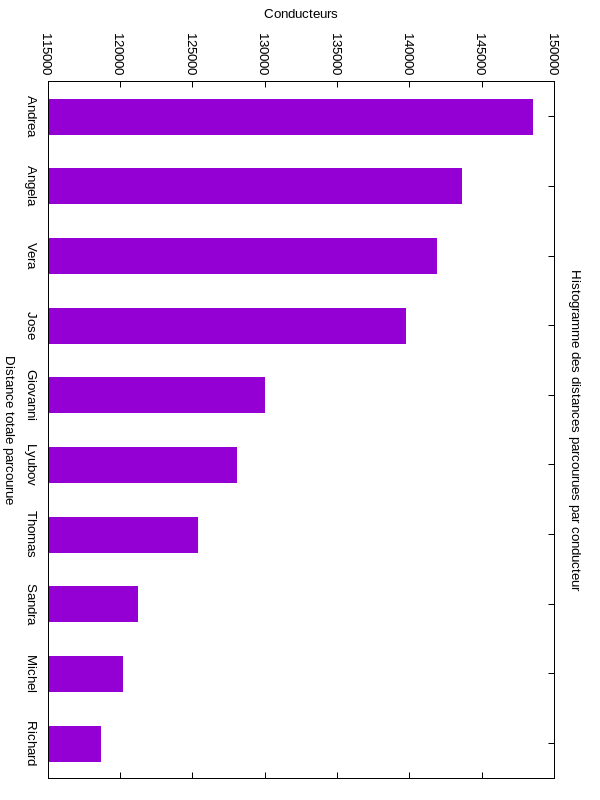 Histogramme des distances parcourues par conducteur
Conducteurs
150000
145000
140000
135000
130000
125000
120000
115000
Andrea
Angela
Vera
Jose
Giovanni
Lyubov
Thomas
Sandra
Michel
Richard
Distance totale parcourue